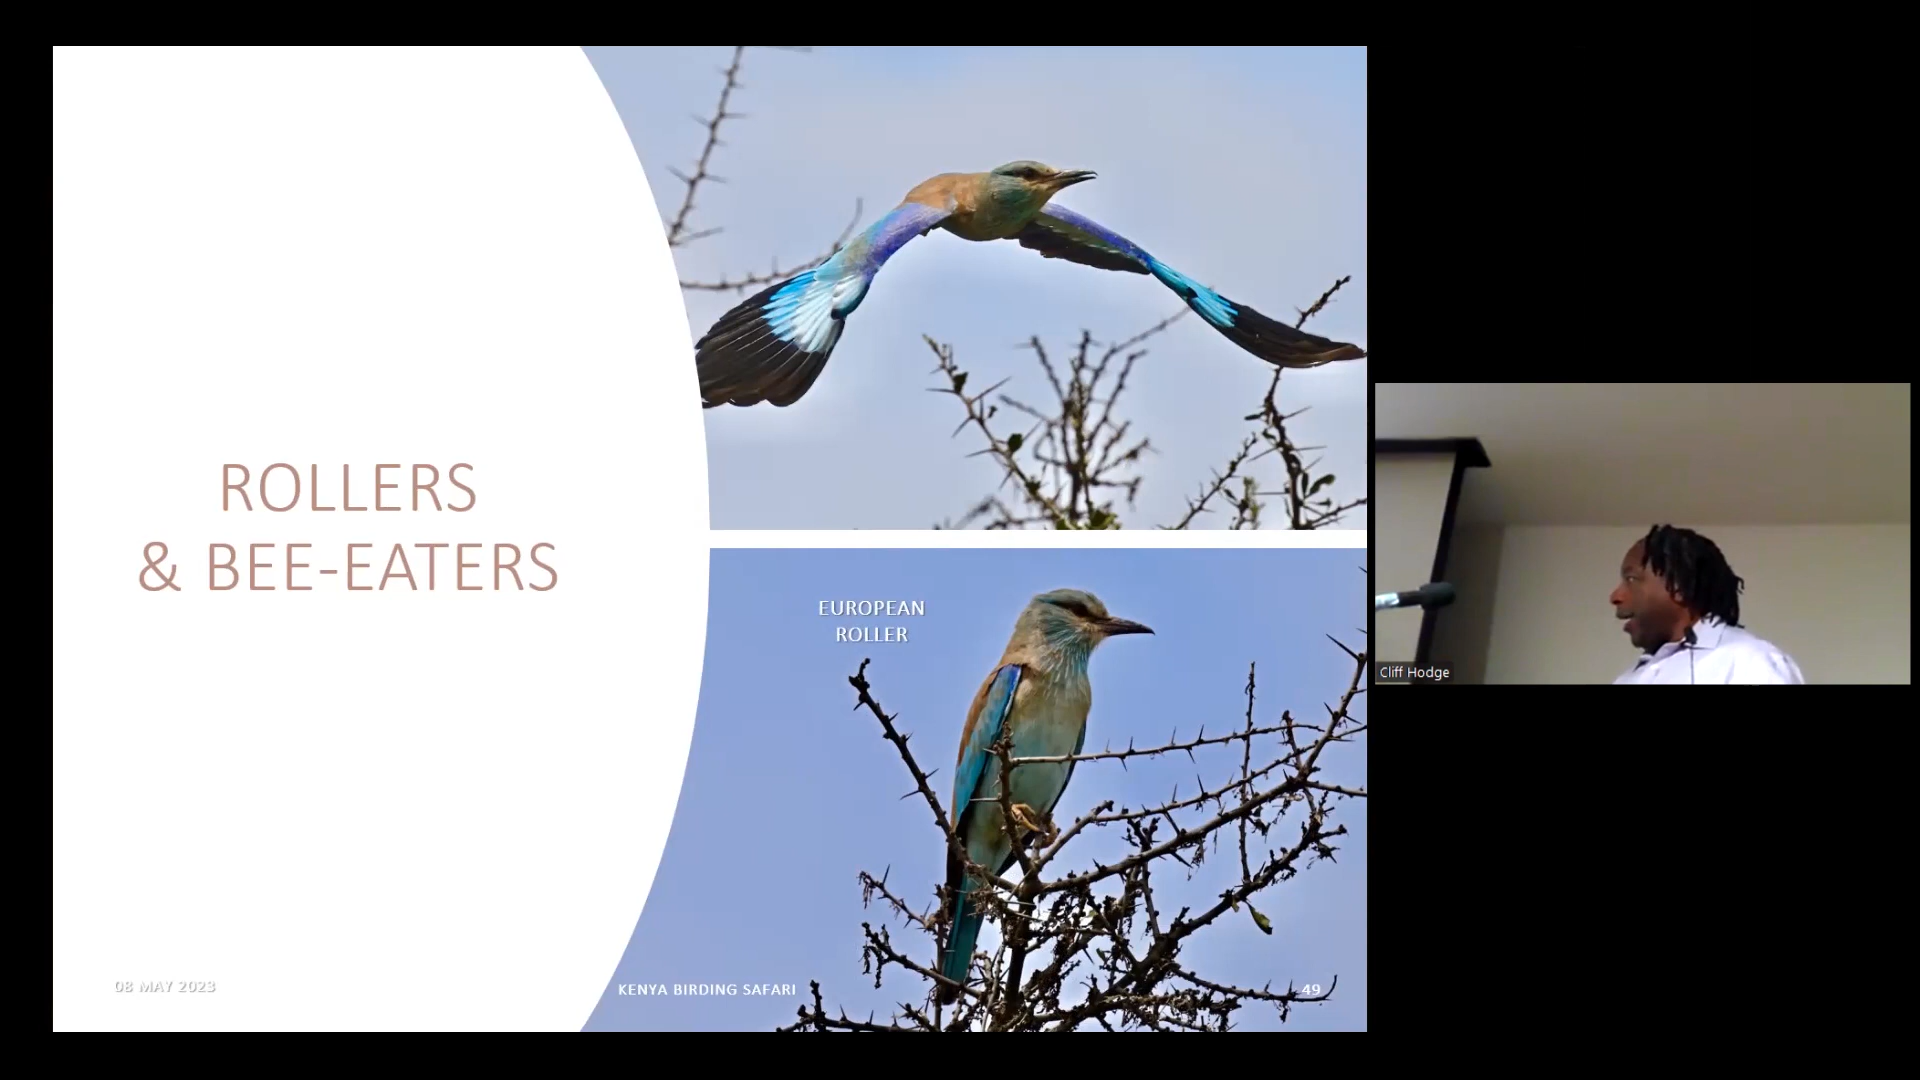 ROLLERS
& BEE-EATERS
EUROPEAN
ROLLER
08 MAY 2023
KENYA BIRDING SAFARI
49
Cliff Hodge